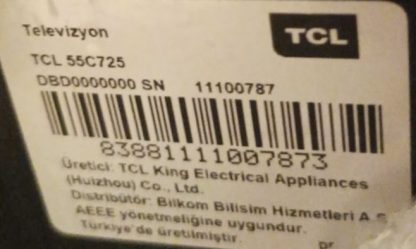 Televizyon
TCL
TCL 55C725
DBD0000000 SN 11100787
83881111007873
Üretici: TCL King Electrical Appliances
(Huizhou) Co., Ltd.
Distribütör: Bilkom Bilisim Hizmetleri A.S
AEEE yönetmeliğine uygundur.
Türkiye'de üretilmiştir.
pr